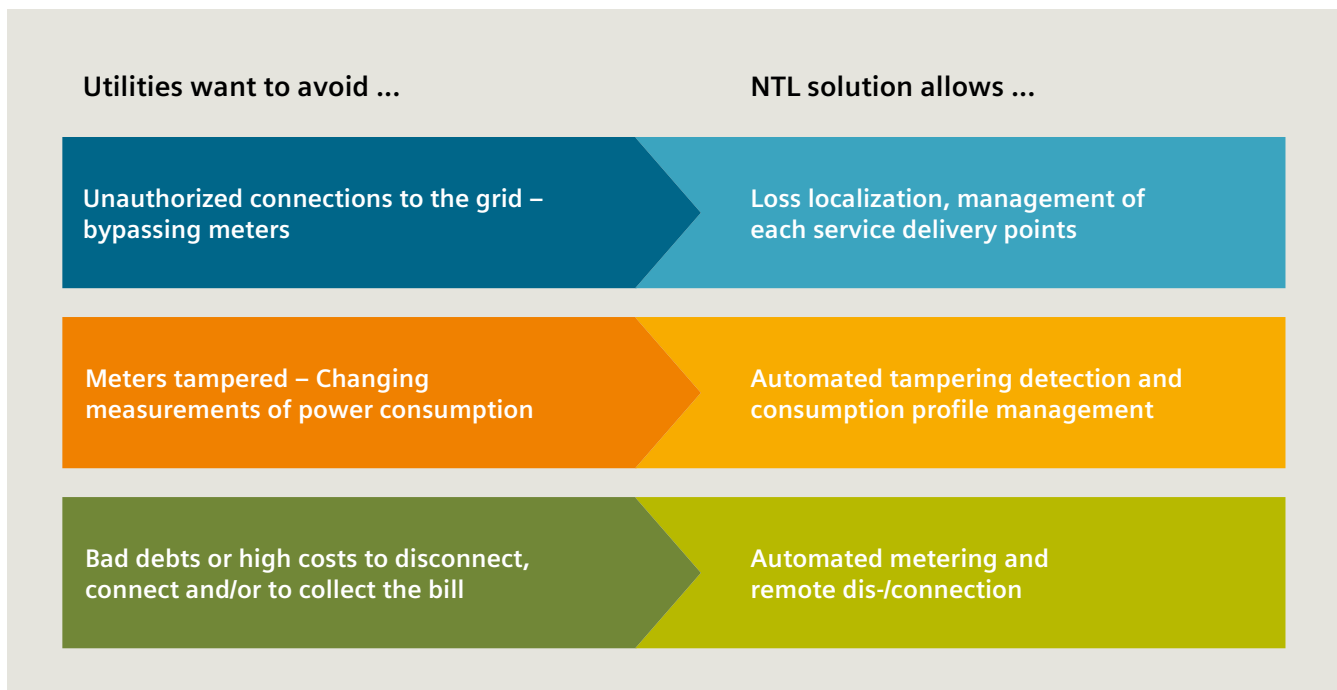 Utilities want to avoid ...
NTL solution allows ...
Unauthorized connections to the grid –
bypassing meters
Loss localization, management of
each service delivery points
Meters tampered – Changing
measurements of power consumption
Automated tampering detection and
consumption profile management
Bad debts or high costs to disconnect,
connect and/or to collect the bill
Automated metering and
remote dis-/connection